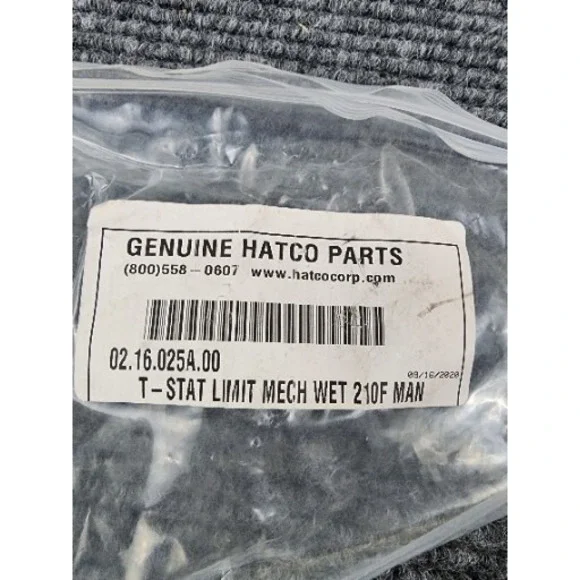 GENUINE HATCO PARTS
(800)558-0607 www.hatcocorp.com
02.16.025A.00
08/16/2020
T-STAT LIMIT MECH WET 210F MAN